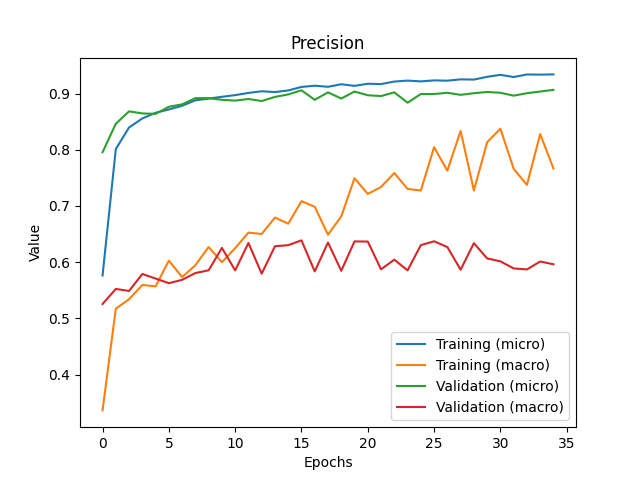 Precision
Value
0.9
0.8
0.7
0.6
0.5
0.4
0
5
10
15
20
25
30
35
Epochs
Training (micro)
Training (macro)
Validation (micro)
Validation (macro)